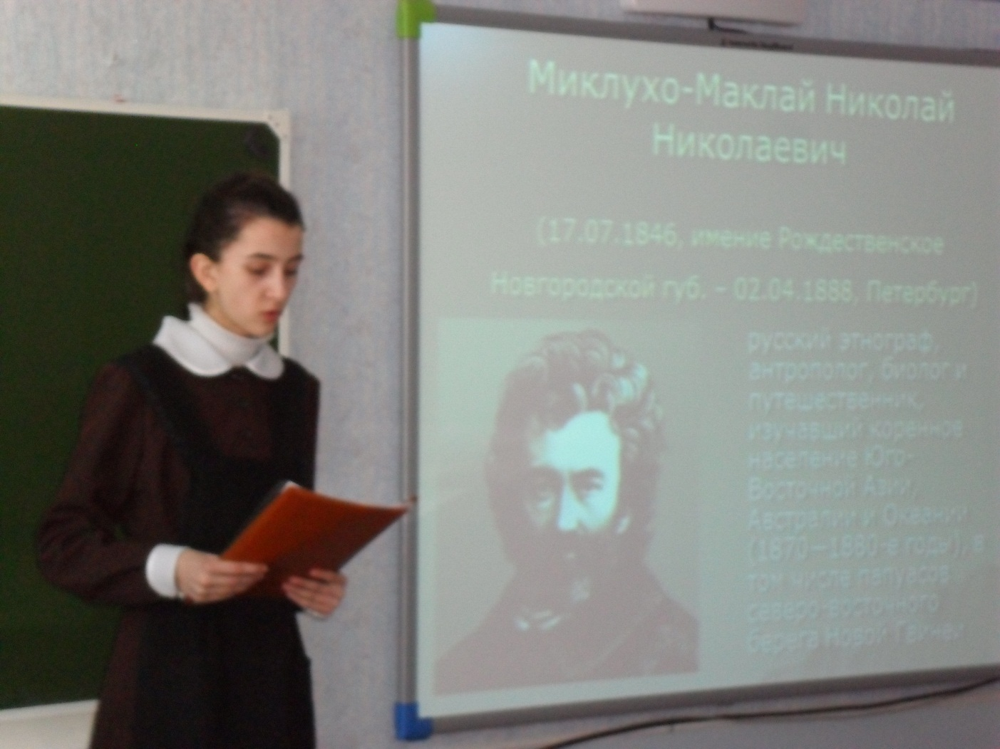 Миклухо-Маклай Николай
Николаевич
(17.07.1846, имение Рождественское
Новгородской губ. – 02.04.1888, Петербург)
русский этнограф,
антрополог, биолог и
путешественник,
изучавший коренное
население Юго-
Восточной Азии,
Австралии и Океании
(1870—1880-е годы), в
том числе папуасов
северо-восточного
берега Новой Гвинеи